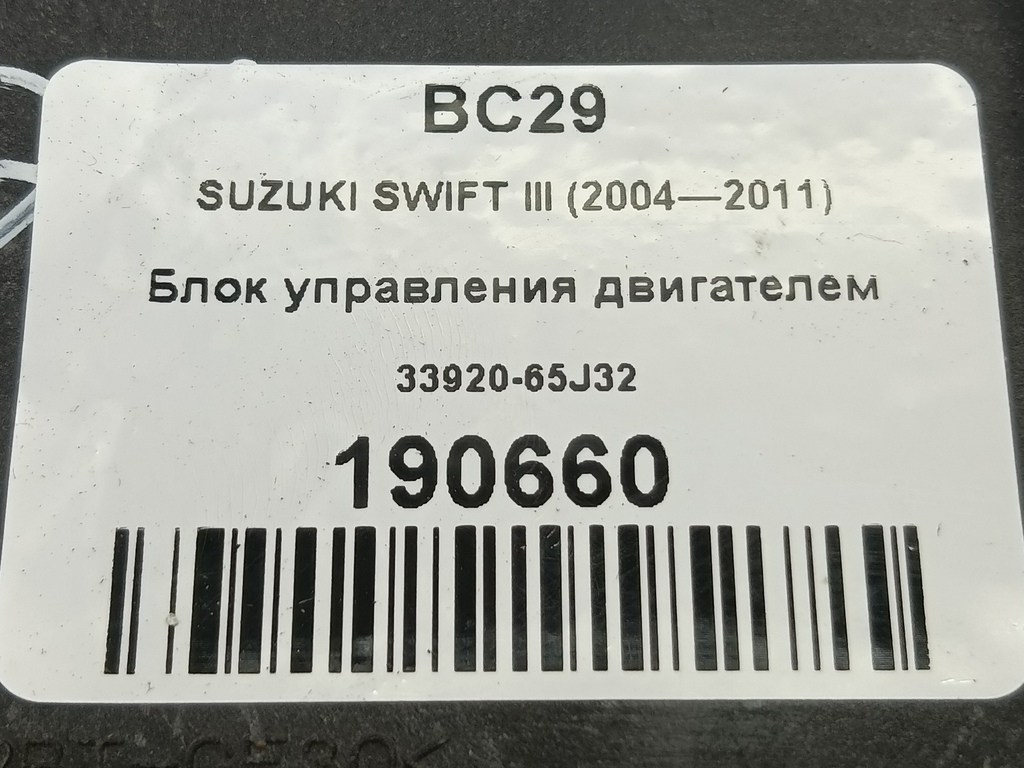 BC29
SUZUKI SWIFT III (2004—2011)
Блок управления двигателем
33920-65J32
190660